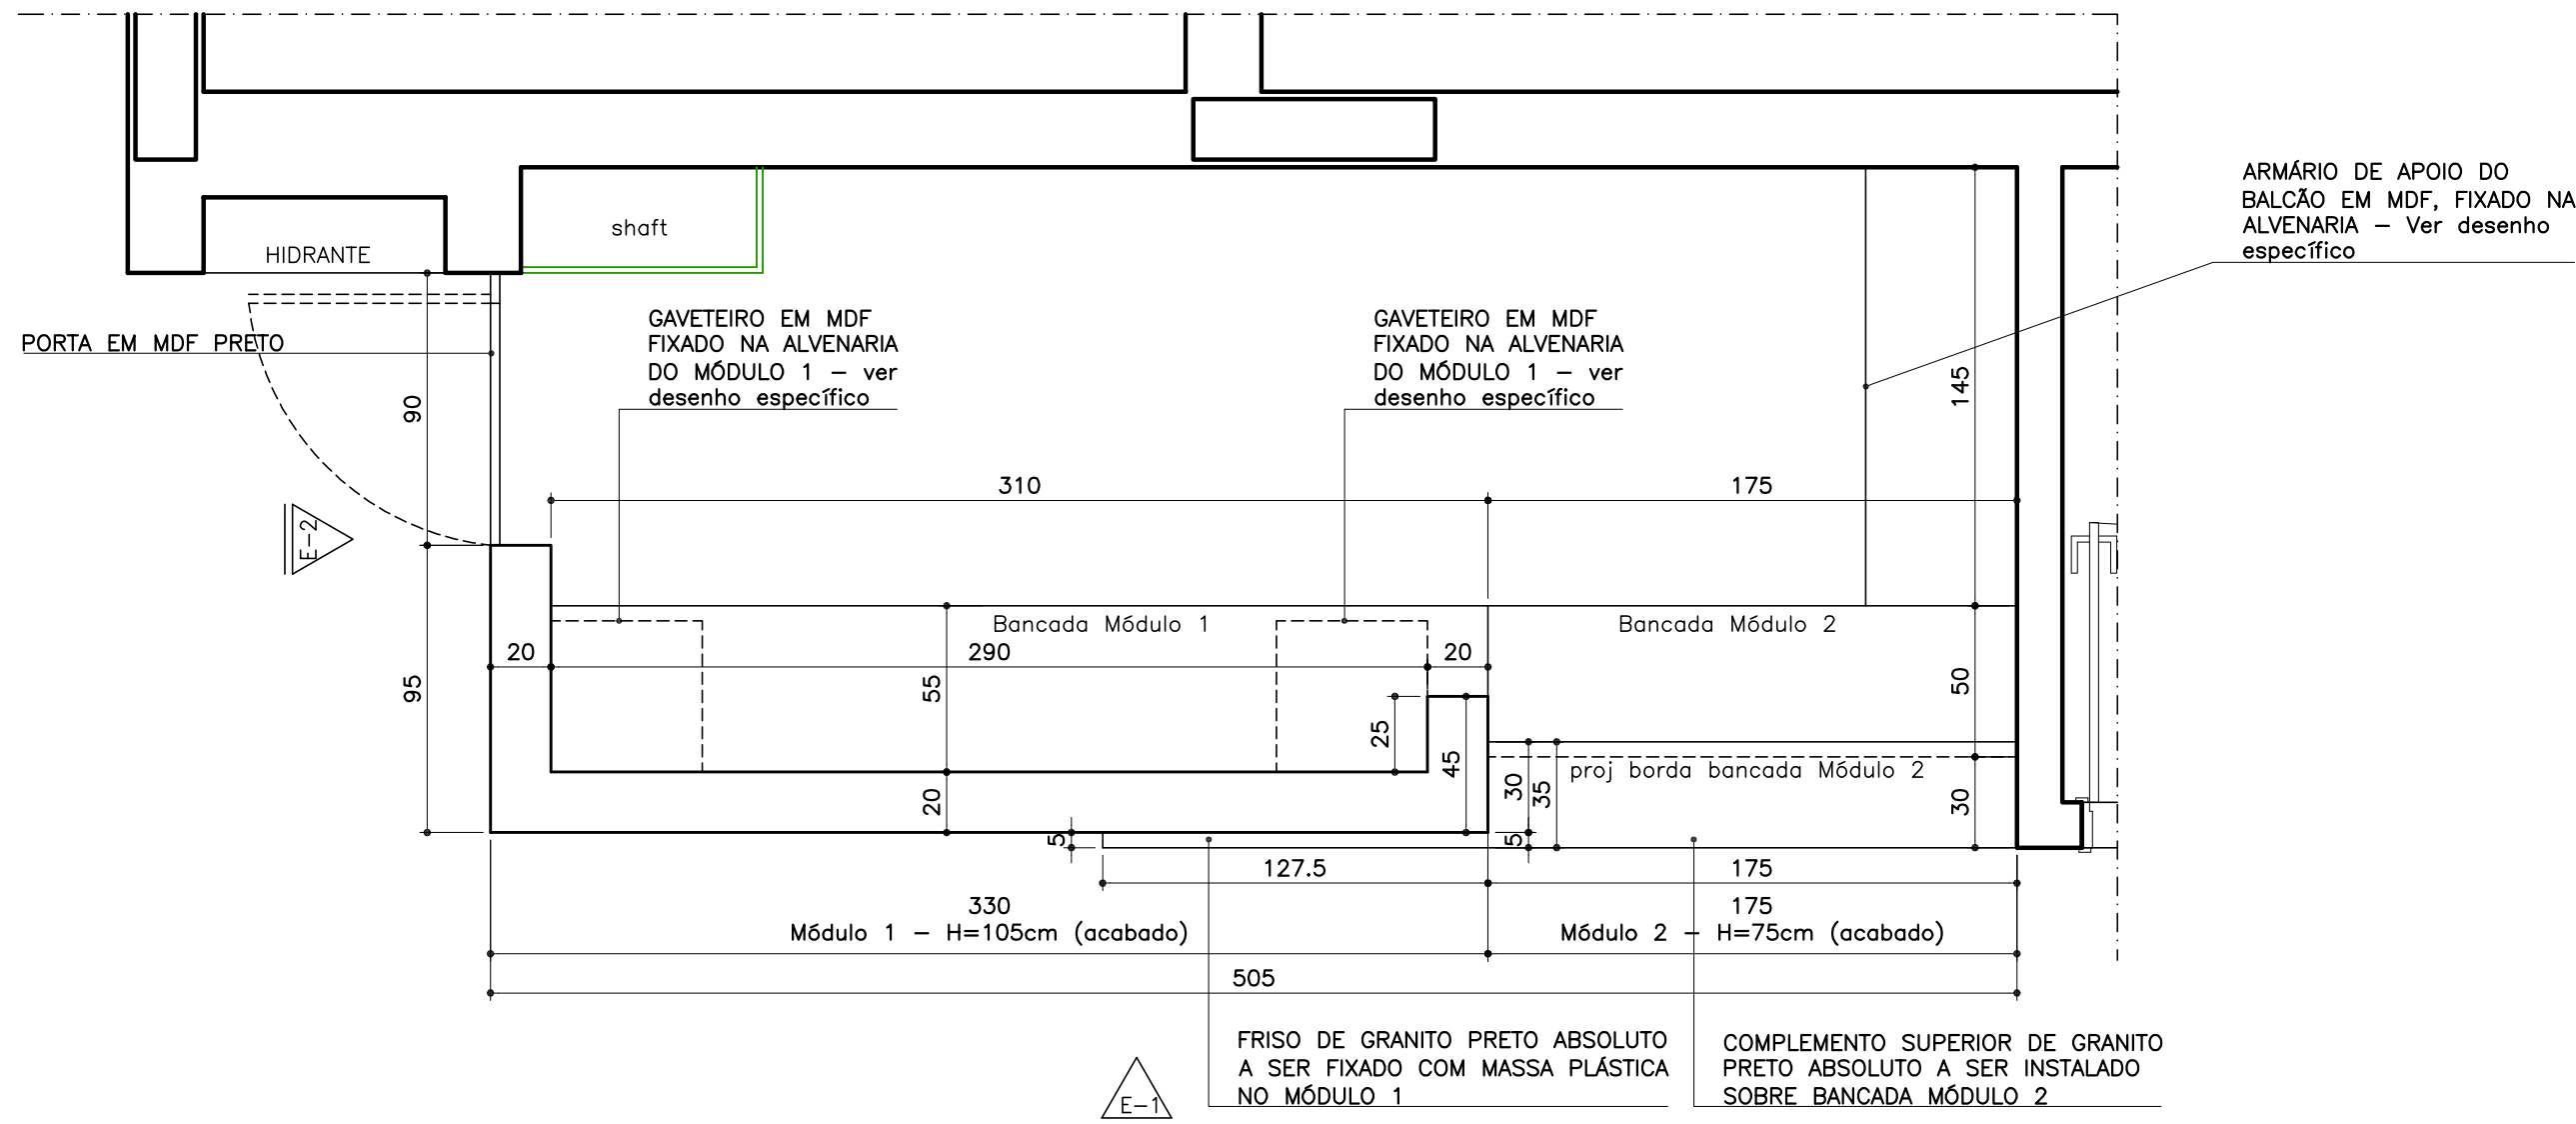 ARMÁRIO DE APOIO DO
BALCÃO EM MDF, FIXADO NA
ALVENARIA – Ver desenho
específico
shaft
HIDRANTE
PORTA EM MDF PRETO
GAVETEIRO EM MDF
FIXADO NA ALVENARIA
DO MÓDULO 1 – ver
desenho específico
GAVETEIRO EM MDF
FIXADO NA ALVENARIA
DO MÓDULO 1 – ver
desenho específico
90
145
310
175
E-2
Bancada Módulo 1
Bancada Módulo 2
20
290
20
95
55
50
25
45
proj borda bancada Módulo 2
20
30
35
30
5
5
127.5
175
330
175
Módulo 1 – H=105cm (acabado)
Módulo 2 – H=75cm (acabado)
505
FRISO DE GRANITO PRETO ABSOLUTO
A SER FIXADO COM MASSA PLÁSTICA
NO MÓDULO 1
COMPLEMENTO SUPERIOR DE GRANITO
PRETO ABSOLUTO A SER INSTALADO
SOBRE BANCADA MÓDULO 2
E-1